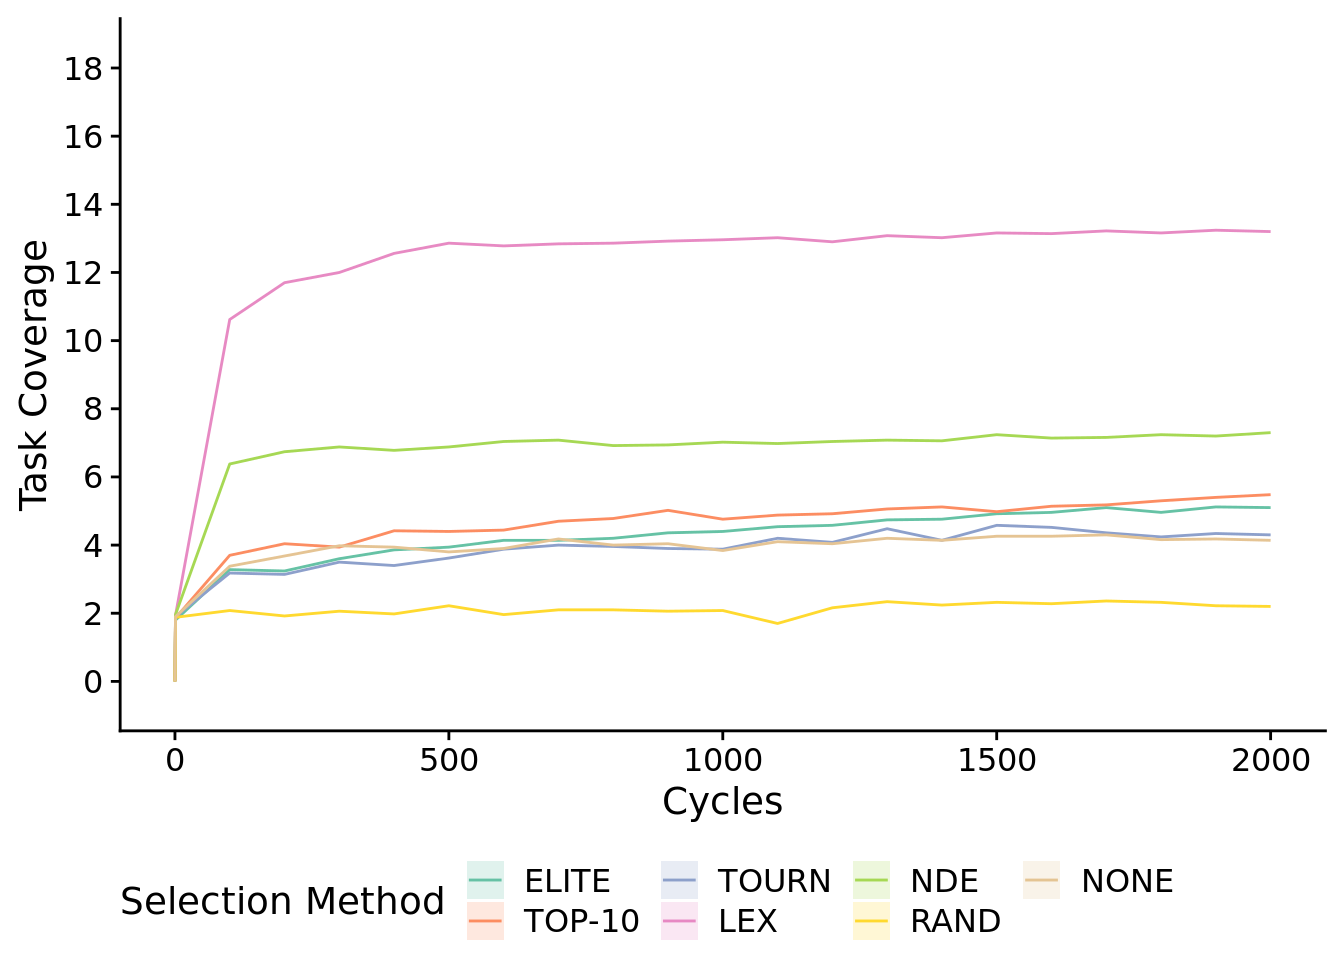 18
16
14
12
10
8
6
4
2
0
Task Coverage
0 500 1000 1500 2000
Cycles
Selection Method
ELITE TOURN NDE NONE
TOP-10 LEX RAND